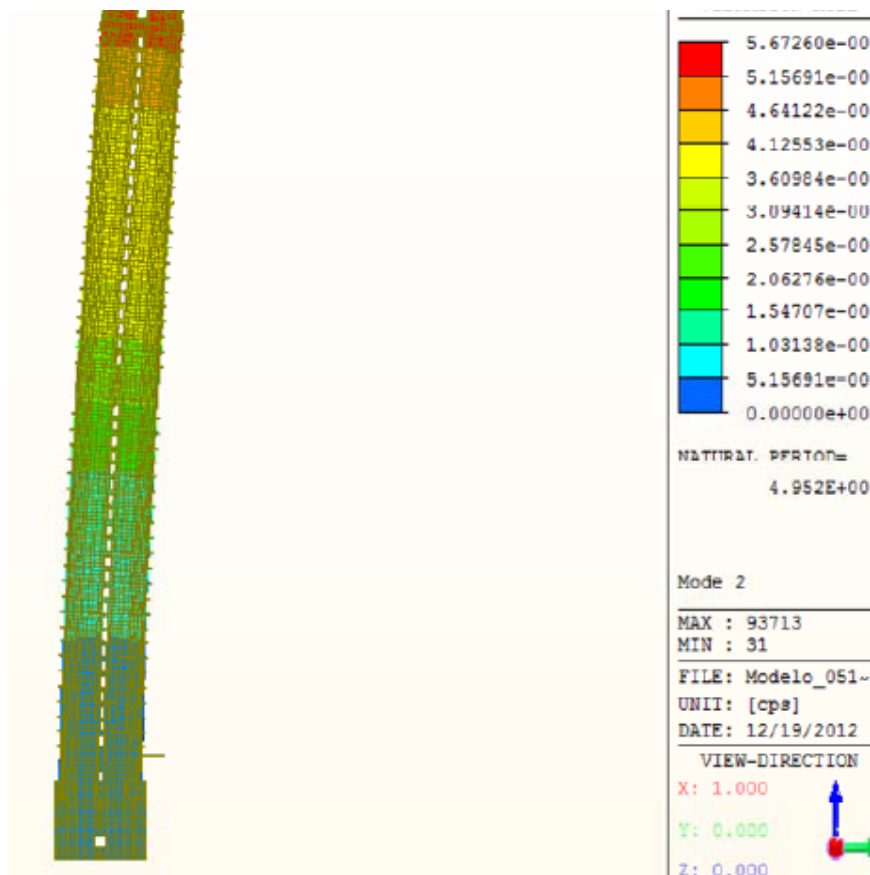 5.67260e-00
5.15691e-00
4.64122e-00
4.12553e-00
3.60984e-00
3.09414e-00
2.57845e-00
2.06276e-00
1.54707e-00
1.03138e-00
5.15691e-00
0.00000e+00
NATURAL PERIOD=
4.952E+00
Mode 2
MAX : 93713
MIN : 31
FILE: Modelo_051~
UNIT: [cps]
DATE: 12/19/2012
VIEW-DIRECTION
X: 1.000
Y: 0.000
Z: 0.000